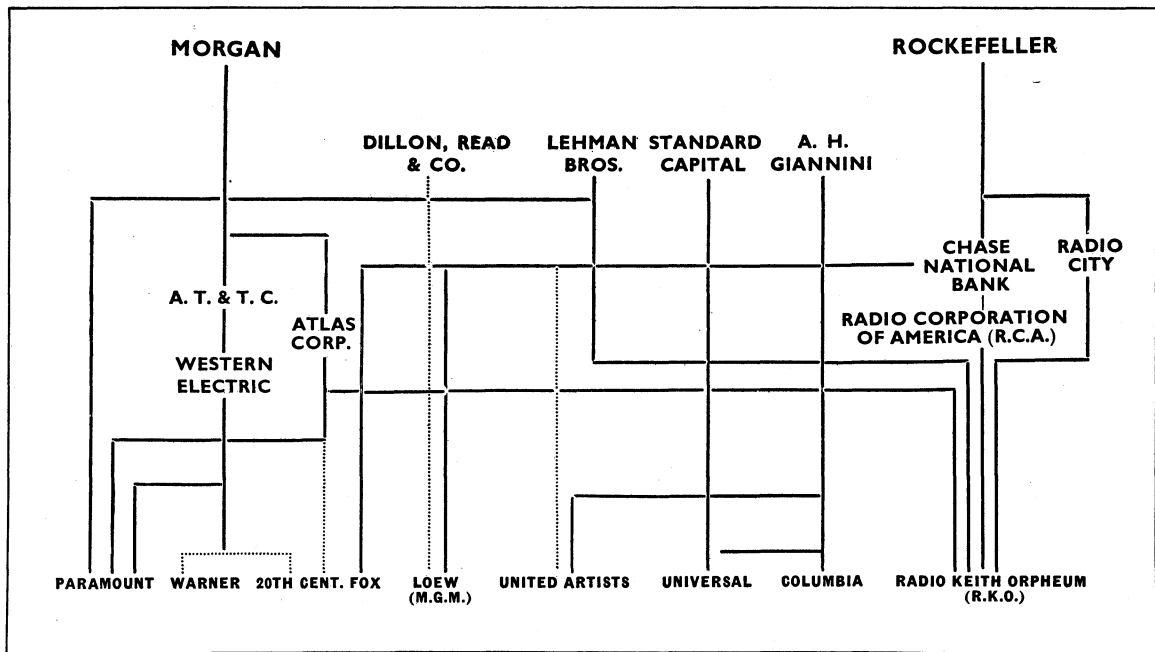 MORGAN
ROCKEFELLER
DILLON, READ
& CO.
LEHMAN
BROS.
STANDARD
CAPITAL
A. H.
GIANNINI
CHASE
NATIONAL
BANK
RADIO
CITY
A. T. & T. C.
ATLAS
CORP.
RADIO CORPORATION
OF AMERICA (R.C.A.)
WESTERN
ELECTRIC
PARAMOUNT
WARNER
20TH CENT. FOX
LOEW
(M.G.M.)
UNITED ARTISTS
UNIVERSAL
COLUMBIA
RADIO KEITH ORPHEUM
(R.K.O.)